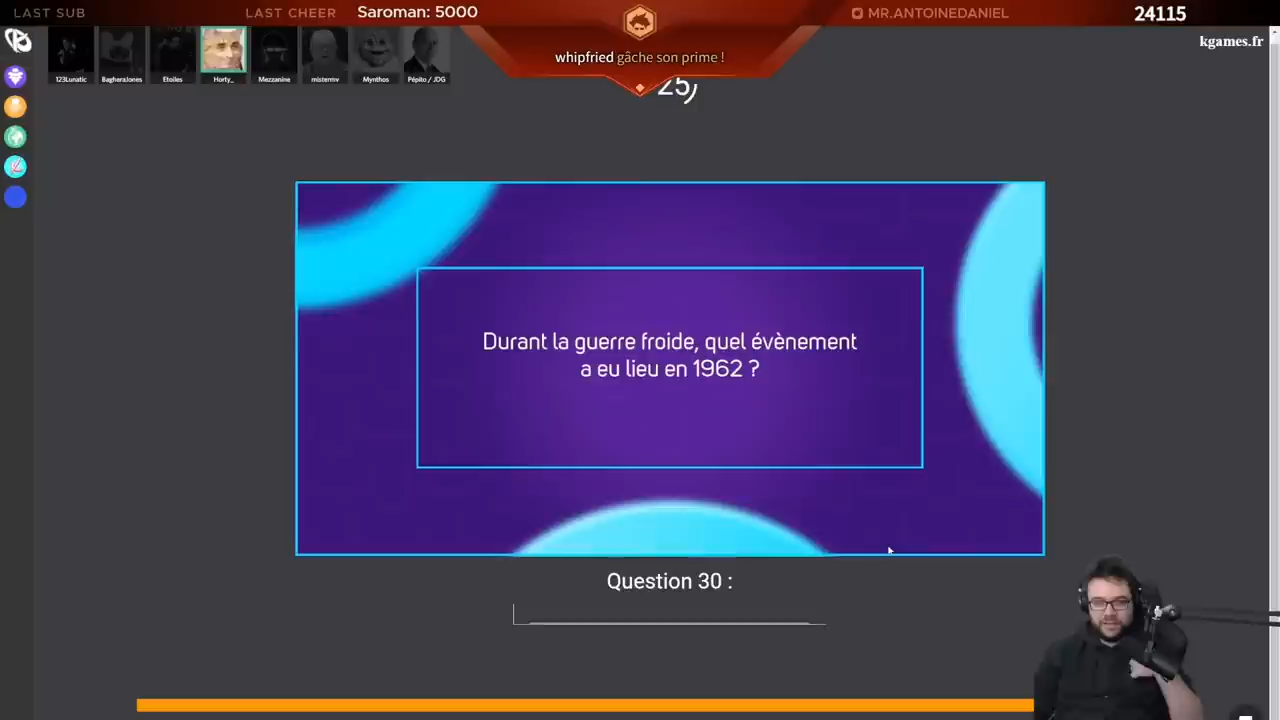 LAST SUB
LAST CHEER
Saroman: 5000
MR.ANTOINEDANIEL
24115
kgames.fr
whipfried gâche son prime !
123Lunatic
BagheraJones
Etoiles
Horty_
Mezzanine
mistermv
Mynthos
Pépito / JDG
25
Durant la guerre froide, quel évènement
a eu lieu en 1962 ?
Question 30 :